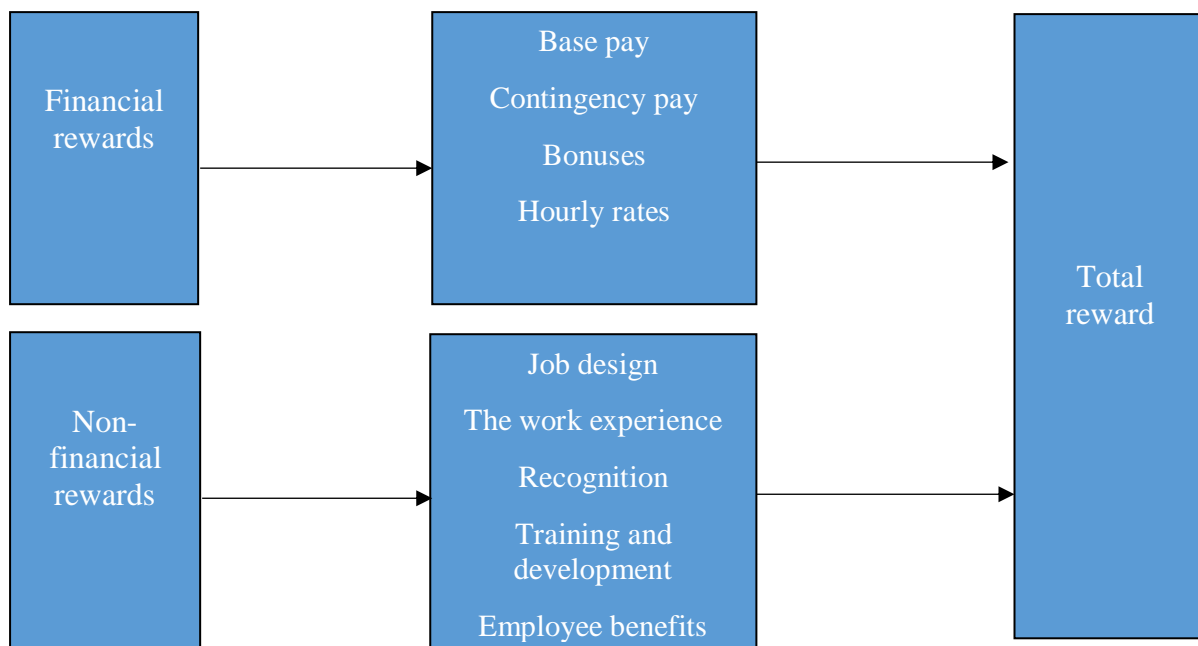 Financial
rewards
Base pay
Contingency pay
Bonuses
Hourly rates
Non-
financial
rewards
Job design
The work experience
Recognition
Training and
development
Employee benefits
Total
reward